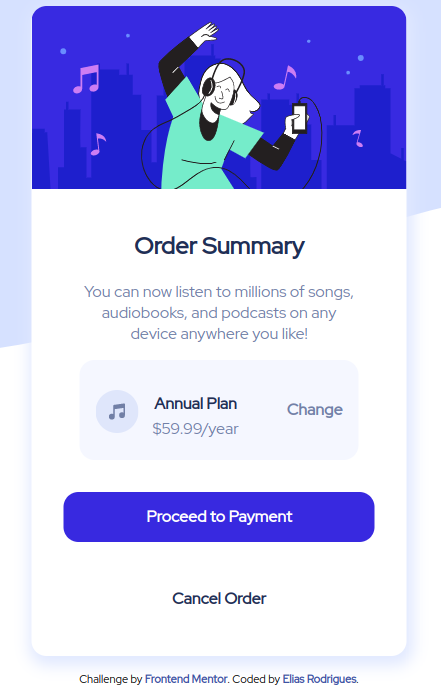 Order Summary
You can now listen to millions of songs,
audiobooks, and podcasts on any
device anywhere you like!
Annual Plan
$59.99/year
Change
Proceed to Payment
Cancel Order
Challenge by Frontend Mentor. Coded by Elias Rodrigues.